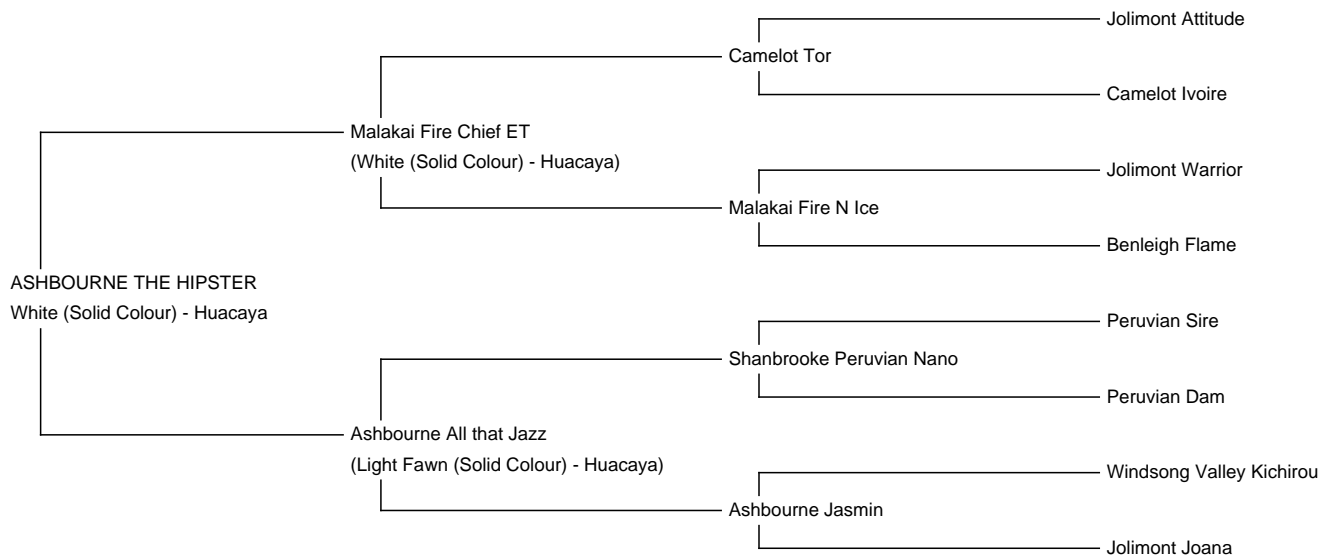 Jolimont Attitude
Camelot Tor
Camelot Ivoire
Malakai Fire Chief ET
(White (Solid Colour) - Huacaya)
Jolimont Warrior
Malakai Fire N Ice
Benleigh Flame
ASHBOURNE THE HIPSTER
White (Solid Colour) - Huacaya
Peruvian Sire
Shanbrooke Peruvian Nano
Peruvian Dam
Ashbourne All that Jazz
(Light Fawn (Solid Colour) - Huacaya)
Windsong Valley Kichirou
Ashbourne Jasmin
Jolimont Joana